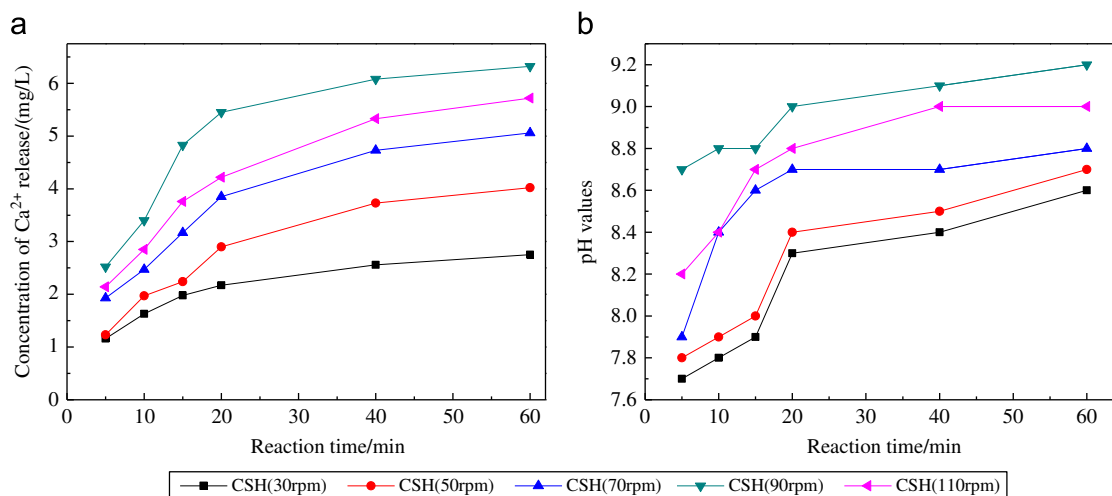 a
b
Concentration of Ca²⁺ release/(mg/L)
6
5
4
3
2
1
0
0 10 20 30 40 50 60
Reaction time/min
pH values
9.2
9.0
8.8
8.6
8.4
8.2
8.0
7.8
7.6
0 10 20 30 40 50 60
Reaction time/min
CSH(30rpm) CSH(50rpm) CSH(70rpm) CSH(90rpm) CSH(110rpm)